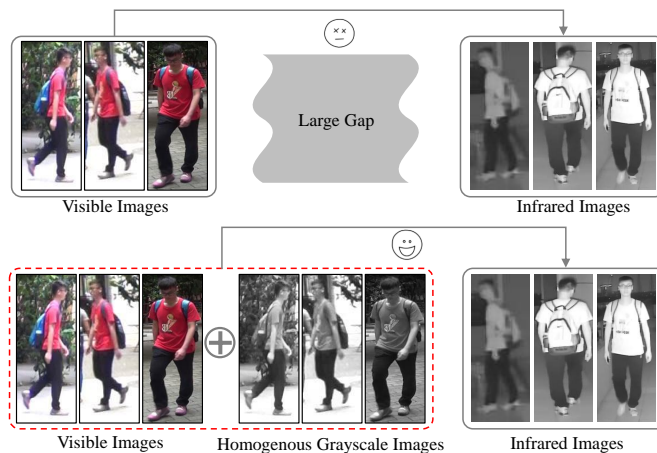 Large Gap
Visible Images
Infrared Images
Visible Images
Homogenous Grayscale Images
Infrared Images